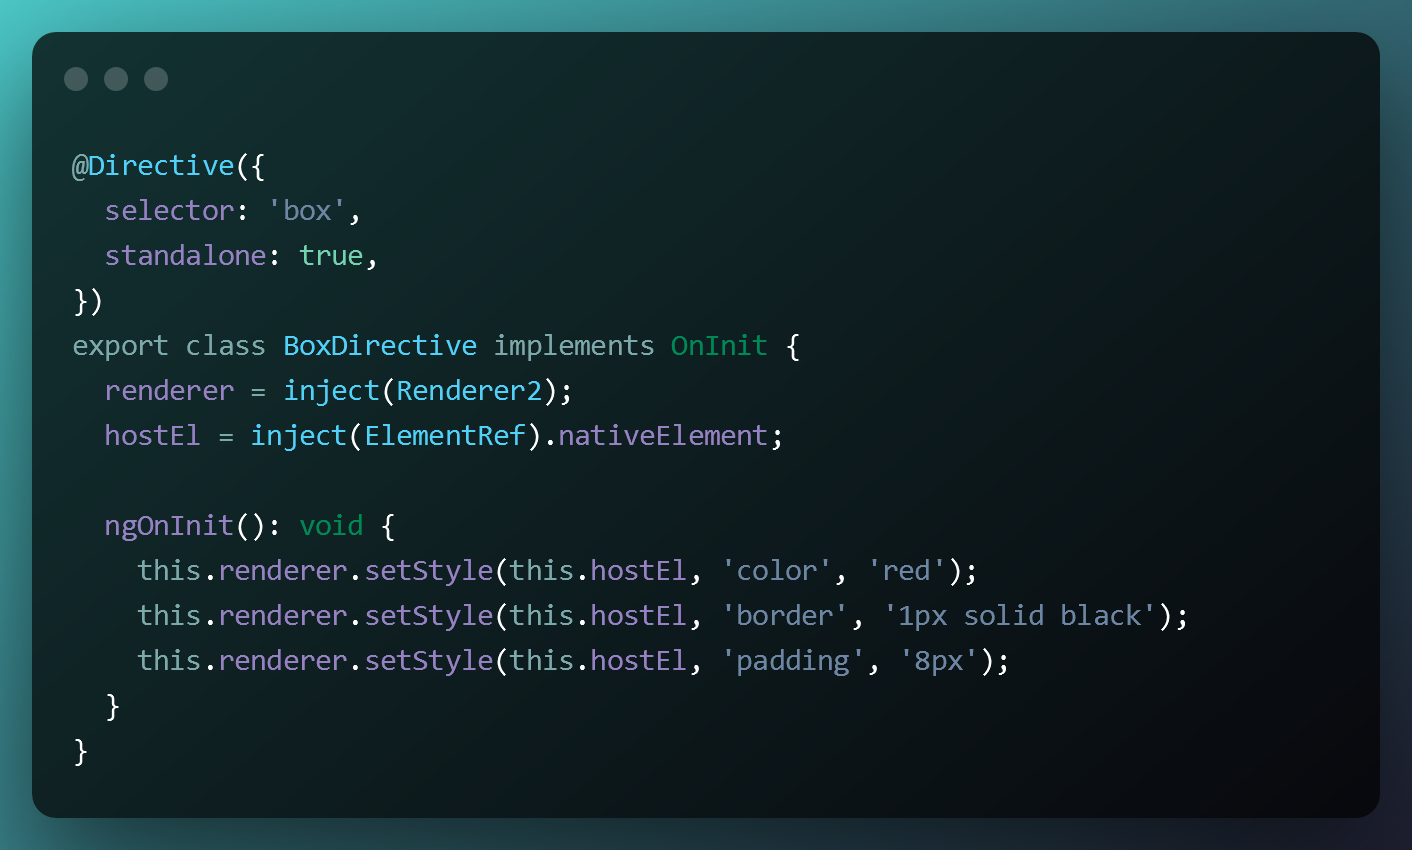 @Directive({
  selector: 'box',
  standalone: true,
})
export class BoxDirective implements OnInit {
  renderer = inject(Renderer2);
  hostEl = inject(ElementRef).nativeElement;

  ngOnInit(): void {
    this.renderer.setStyle(this.hostEl, 'color', 'red');
    this.renderer.setStyle(this.hostEl, 'border', '1px solid black');
    this.renderer.setStyle(this.hostEl, 'padding', '8px');
  }
}